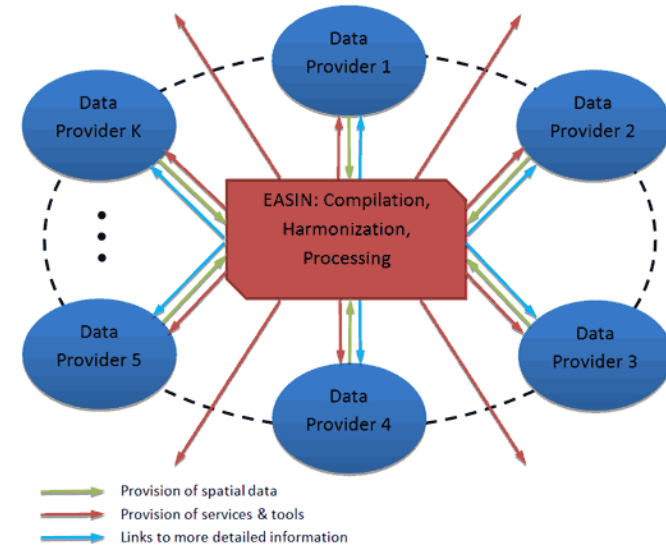 Data
Provider 1
Data
Provider K
Data
Provider 2
EASIN: Compilation,
Harmonization,
Processing
Data
Provider 5
Data
Provider 3
Data
Provider 4
Provision of spatial data
Provision of services & tools
Links to more detailed information